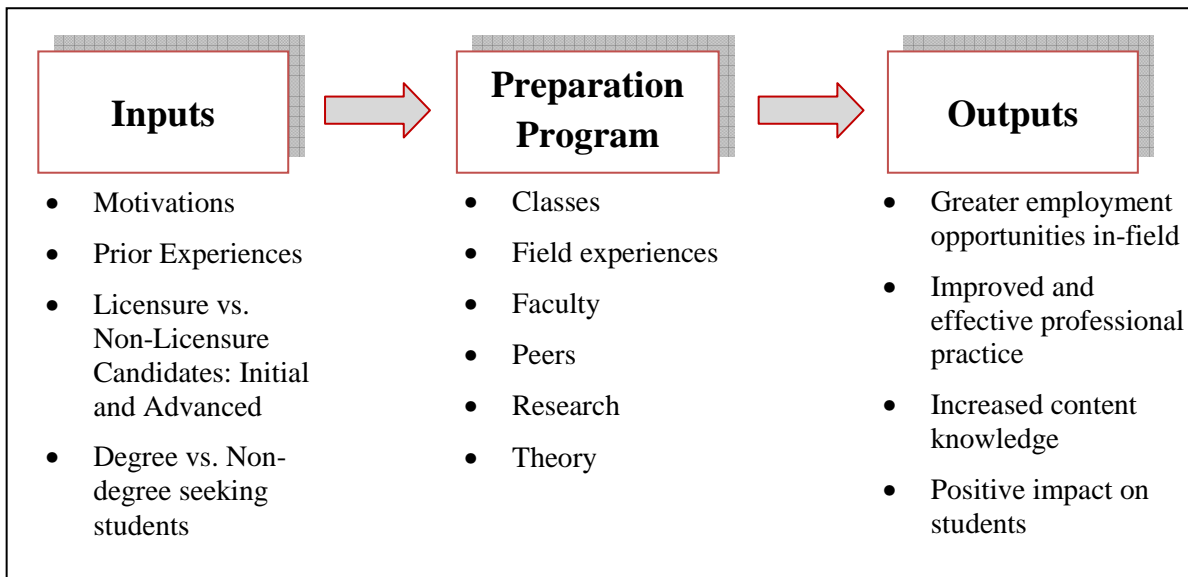 Inputs
• Motivations
• Prior Experiences
• Licensure vs.
Non-Licensure
Candidates: Initial
and Advanced
• Degree vs. Non-
degree seeking
students
Preparation
Program
• Classes
• Field experiences
• Faculty
• Peers
• Research
• Theory
Outputs
• Greater employment
opportunities in-field
• Improved and
effective professional
practice
• Increased content
knowledge
• Positive impact on
students